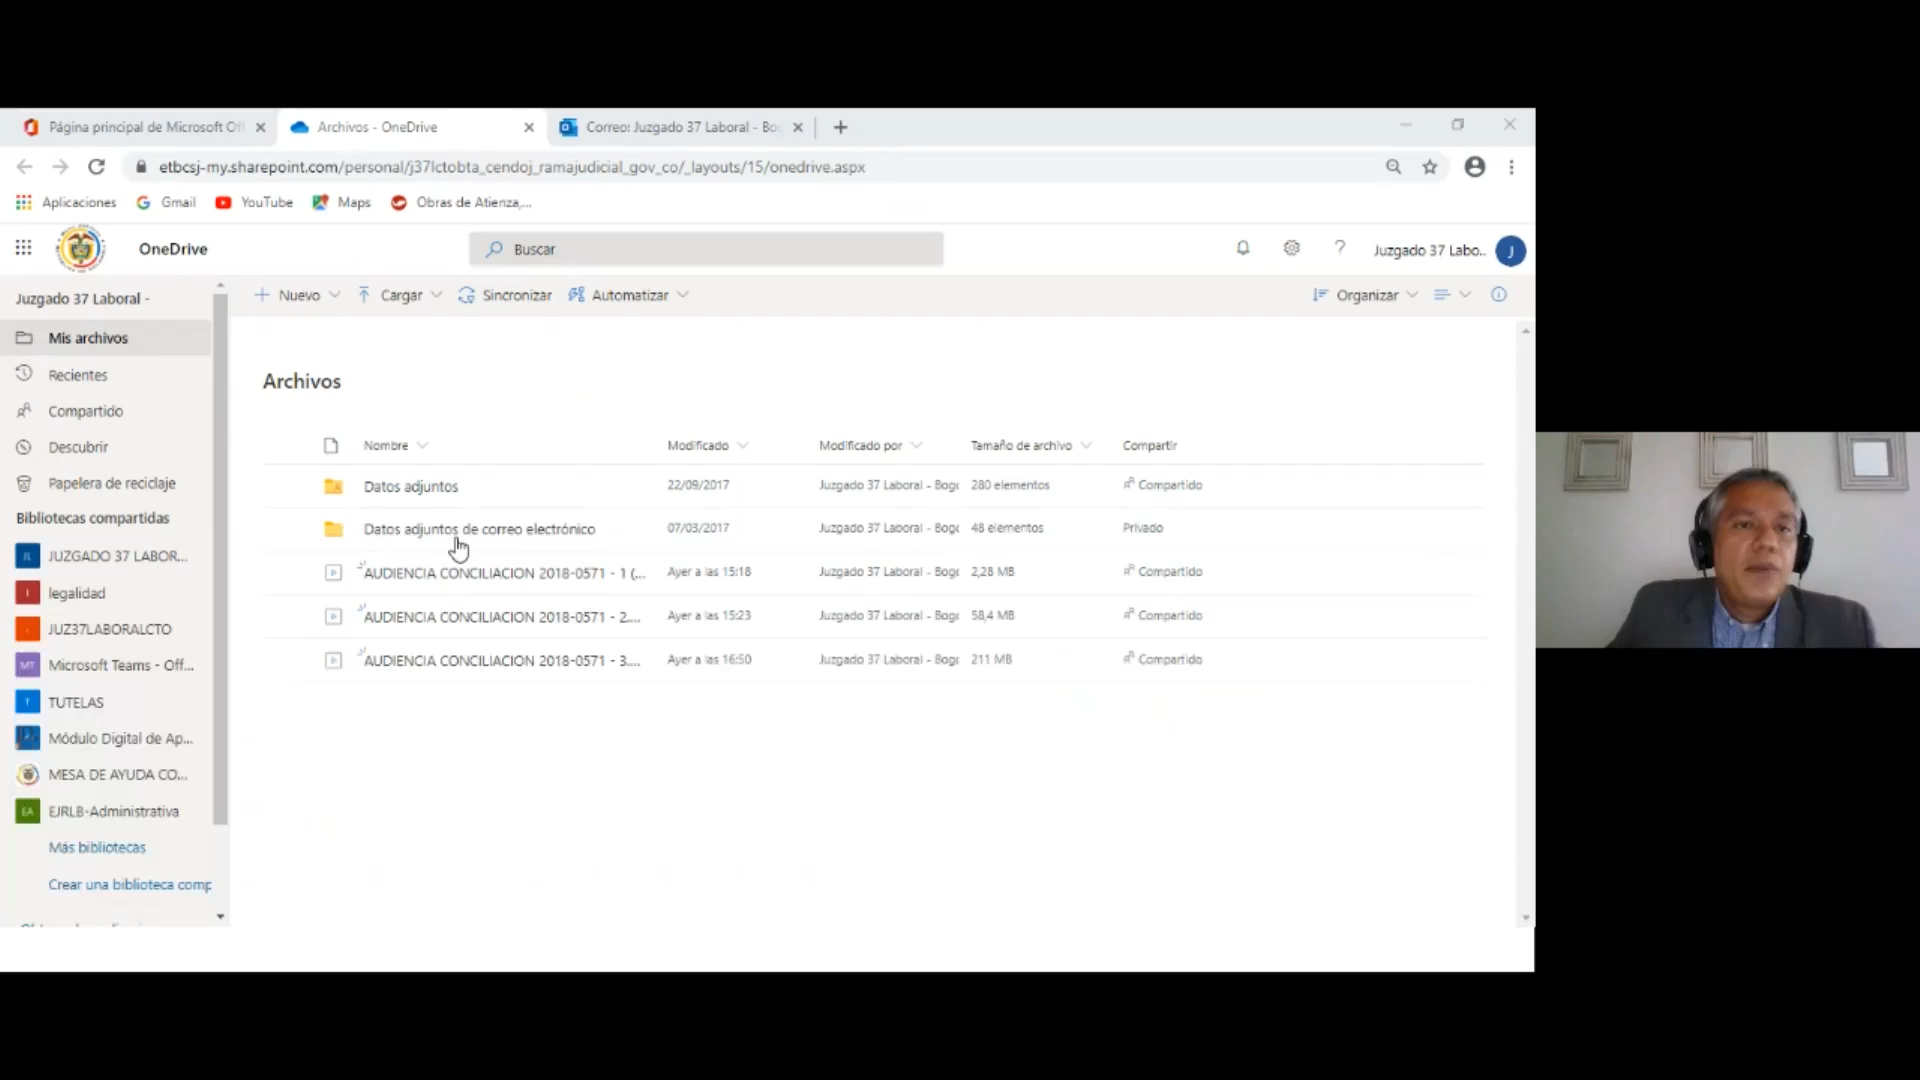 Página principal de Microsoft Off
Archivos - OneDrive
Correo: Juzgado 37 Laboral - Bo
etbcsj-my.sharepoint.com/personal/j37lctobta_cendoj_ramajudicial_gov_co/_layouts/15/onedrive.aspx
Aplicaciones
Gmail
YouTube
Maps
Obras de Atienza,...
OneDrive
Buscar
?
Juzgado 37 Labo..
J
Juzgado 37 Laboral -
Nuevo
Cargar
Sincronizar
Automatizar
Organizar
Mis archivos
Recientes
Compartido
Descubrir
Papelera de reciclaje
Bibliotecas compartidas
JUZGADO 37 LABOR...
legalidad
JUZ37LABORALCTO
MT Microsoft Teams - Off...
T TUTELAS
Módulo Digital de Ap...
MESA DE AYUDA CO...
EA EJRLB-Administrativa
Más bibliotecas
Crear una biblioteca comp
Archivos
Nombre Modificado Modificado por Tamaño de archivo Compartir
Datos adjuntos 22/09/2017 Juzgado 37 Laboral - Bogo 280 elementos Compartido
Datos adjuntos de correo electrónico 07/03/2017 Juzgado 37 Laboral - Bogo 48 elementos Privado
AUDIENCIA CONCILIACION 2018-0571 - 1 (... Ayer a las 15:18 Juzgado 37 Laboral - Bogo 2,28 MB Compartido
AUDIENCIA CONCILIACION 2018-0571 - 2.... Ayer a las 15:23 Juzgado 37 Laboral - Bogo 58,4 MB Compartido
AUDIENCIA CONCILIACION 2018-0571 - 3.... Ayer a las 16:50 Juzgado 37 Laboral - Bogo 211 MB Compartido